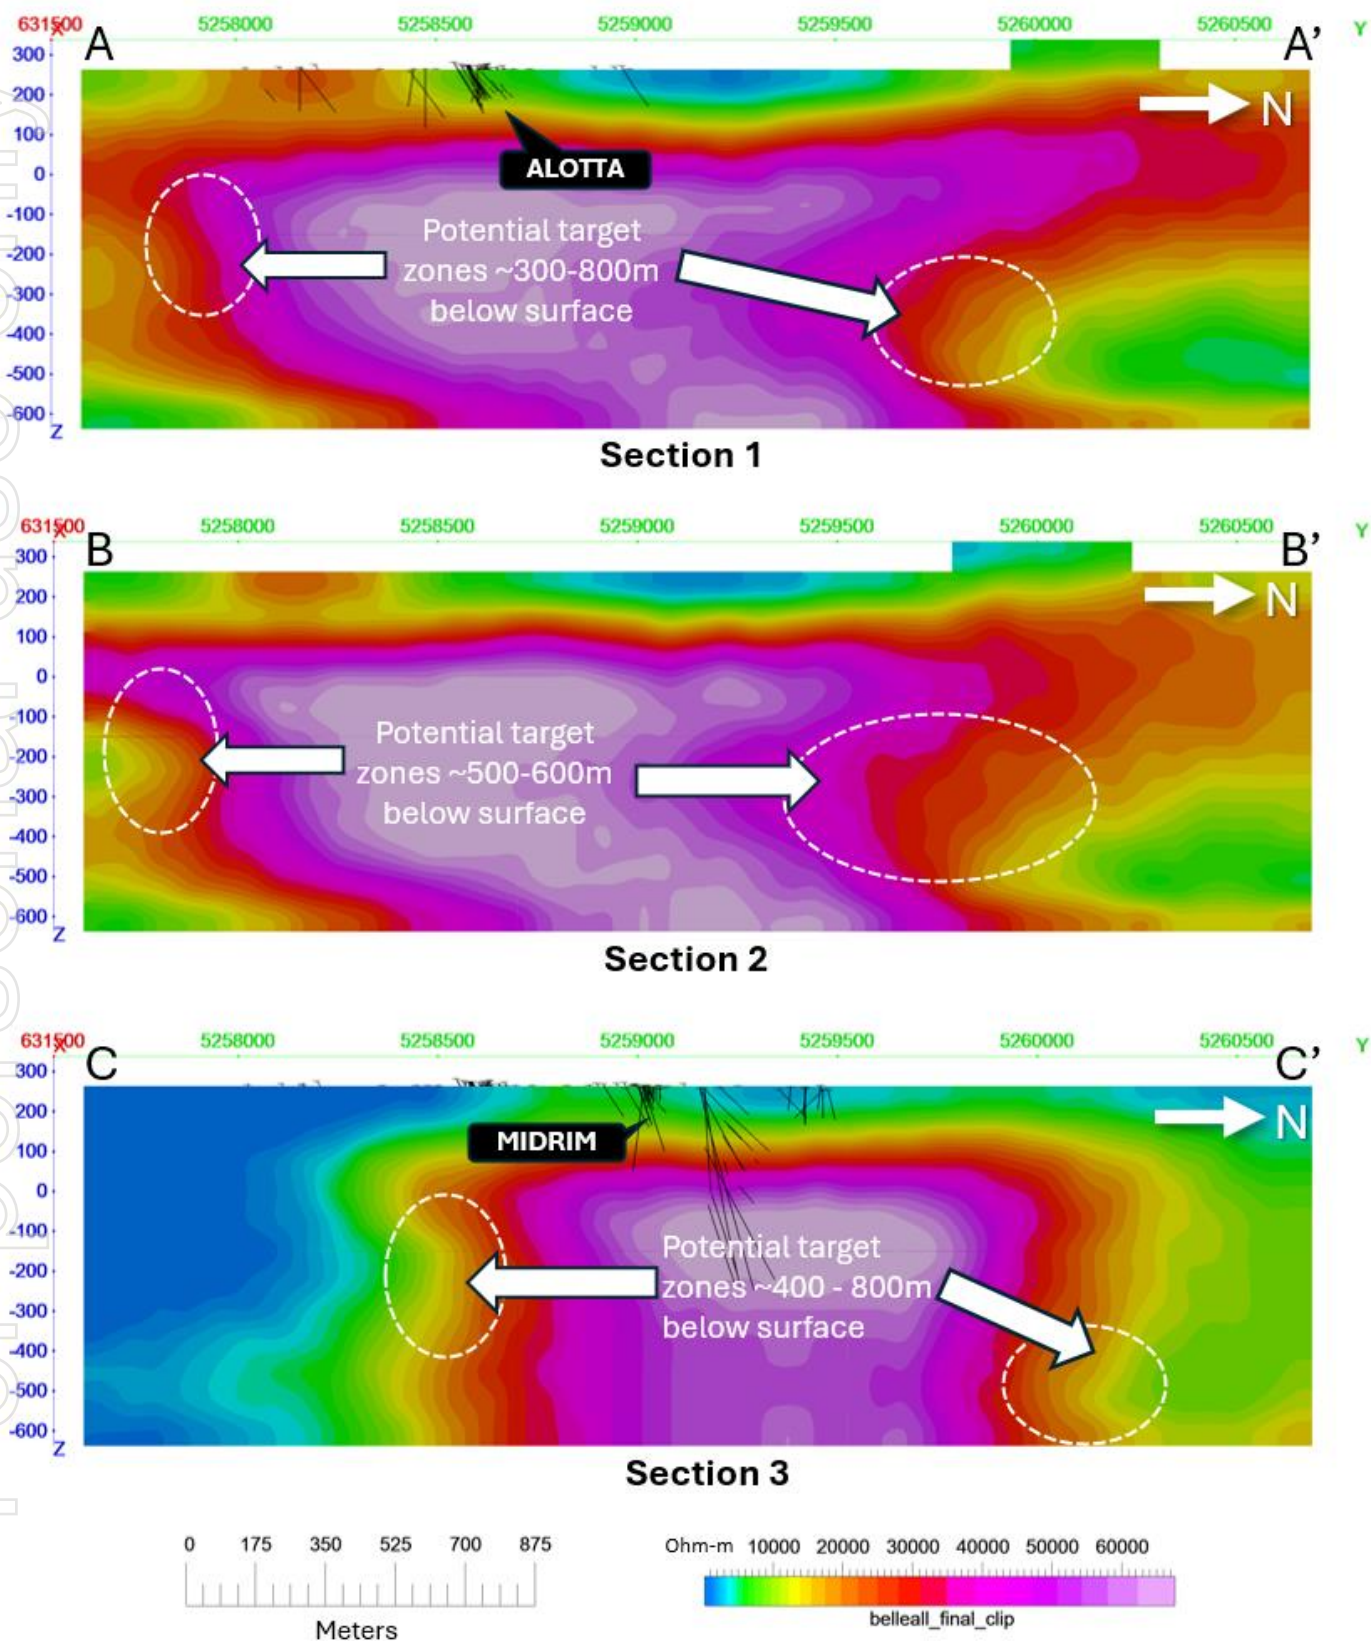 631500 5258000 5258500 5259000 5259500 5260000 5260500 Y
X
A A’
300
200
100
0
-100
-200
-300
-400
-500
-600
Z
N
ALOTTA
Potential target
zones ~300-800m
below surface
Section 1
631500 5258000 5258500 5259000 5259500 5260000 5260500 Y
X
B B’
300
200
100
0
-100
-200
-300
-400
-500
-600
Z
N
Potential target
zones ~500-600m
below surface
Section 2
631500 5258000 5258500 5259000 5259500 5260000 5260500 Y
X
C C’
300
200
100
0
-100
-200
-300
-400
-500
-600
Z
N
MIDRIM
Potential target
zones ~400 - 800m
below surface
Section 3
0 175 350 525 700 875
Meters
Ohm-m 10000 20000 30000 40000 50000 60000
belleall_final_clip